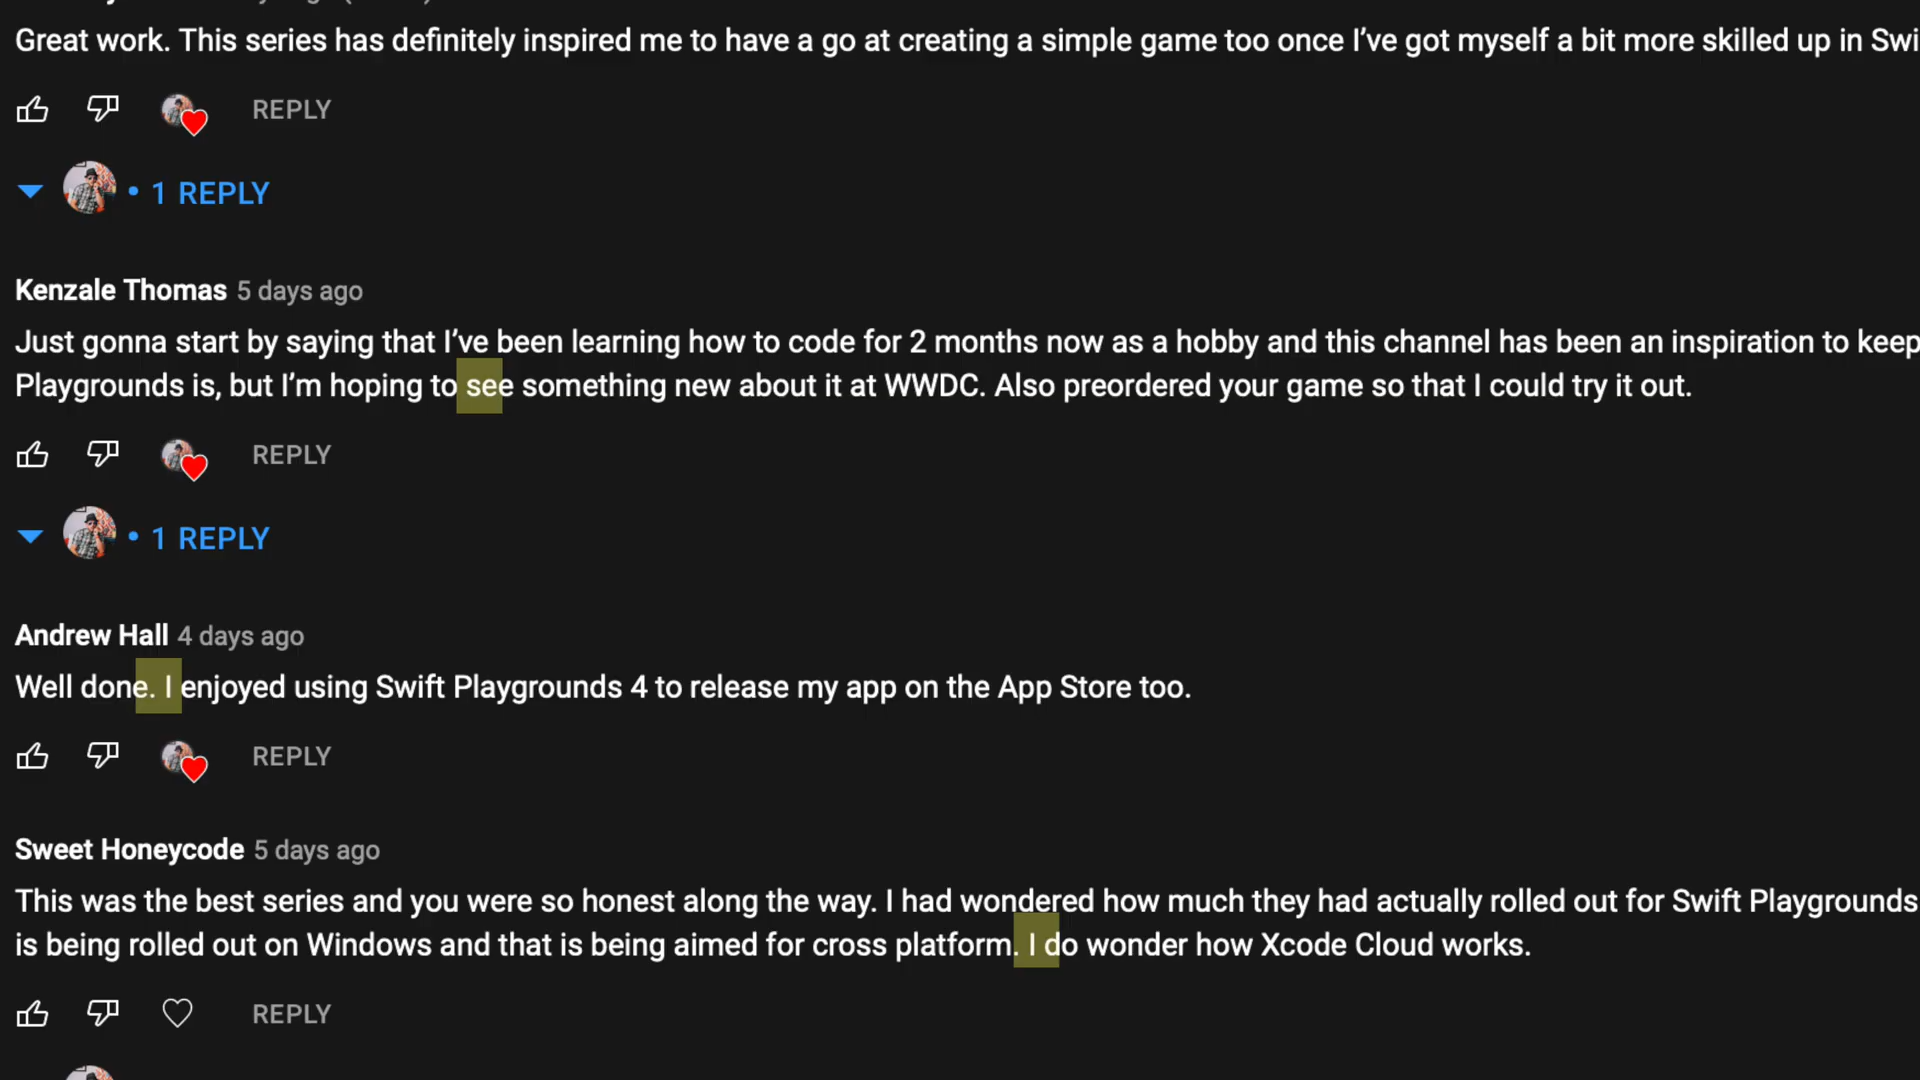 Great work. This series has definitely inspired me to have a go at creating a simple game too once I’ve got myself a bit more skilled up in Swi
REPLY
1 REPLY
Kenzale Thomas 5 days ago
Just gonna start by saying that I’ve been learning how to code for 2 months now as a hobby and this channel has been an inspiration to keep
Playgrounds is, but I’m hoping to see something new about it at WWDC. Also preordered your game so that I could try it out.
REPLY
1 REPLY
Andrew Hall 4 days ago
Well done. I enjoyed using Swift Playgrounds 4 to release my app on the App Store too.
REPLY
Sweet Honeycode 5 days ago
This was the best series and you were so honest along the way. I had wondered how much they had actually rolled out for Swift Playgrounds
is being rolled out on Windows and that is being aimed for cross platform. I do wonder how Xcode Cloud works.
REPLY